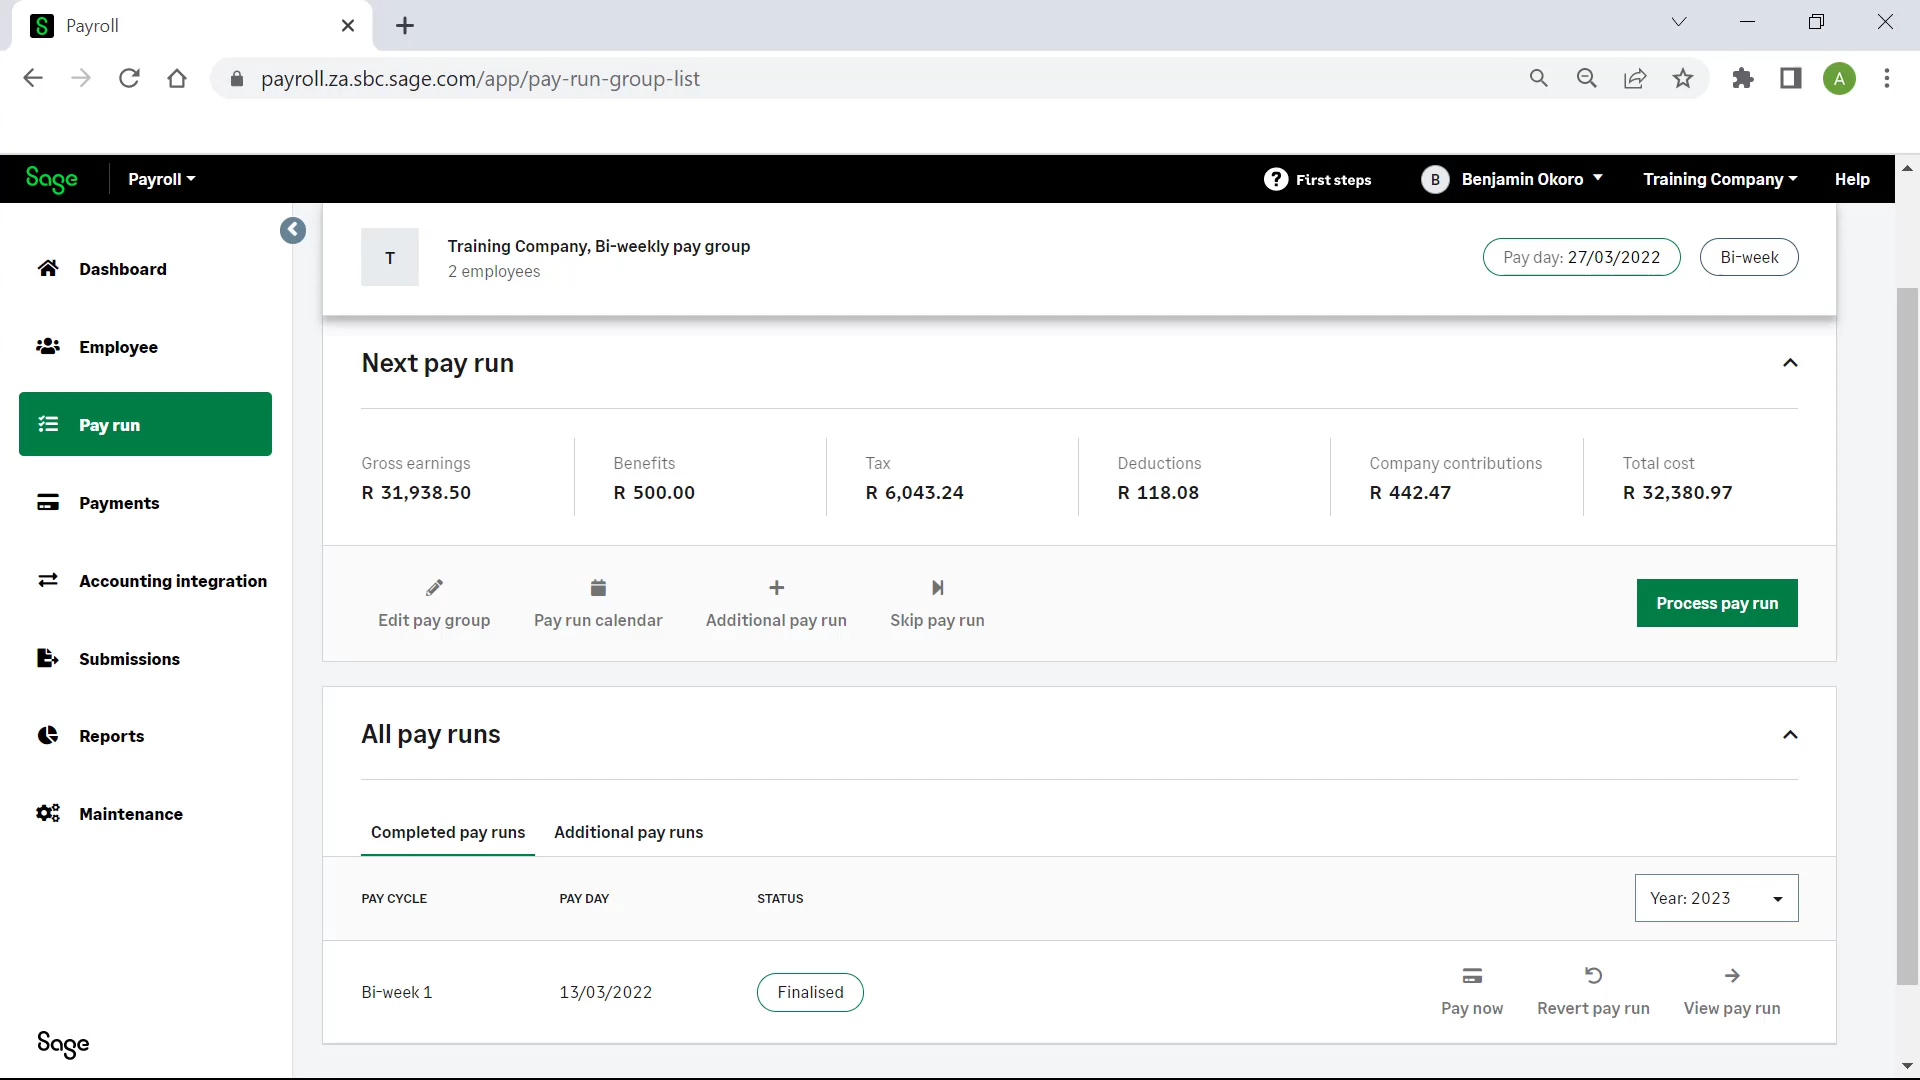 Payroll
payroll.za.sbc.sage.com/app/pay-run-group-list
A
Sage
Payroll
? First steps
B Benjamin Okoro
Training Company
Help
Dashboard
Employee
Pay run
Payments
Accounting integration
Submissions
Reports
Maintenance
Sage
T
Training Company, Bi-weekly pay group
2 employees
Pay day: 27/03/2022
Bi-week
Next pay run
Gross earnings
R 31,938.50
Benefits
R 500.00
Tax
R 6,043.24
Deductions
R 118.08
Company contributions
R 442.47
Total cost
R 32,380.97
Edit pay group
Pay run calendar
Additional pay run
Skip pay run
Process pay run
All pay runs
Completed pay runs
Additional pay runs
PAY CYCLE
PAY DAY
STATUS
Year: 2023
Bi-week 1
13/03/2022
Finalised
Pay now
Revert pay run
View pay run